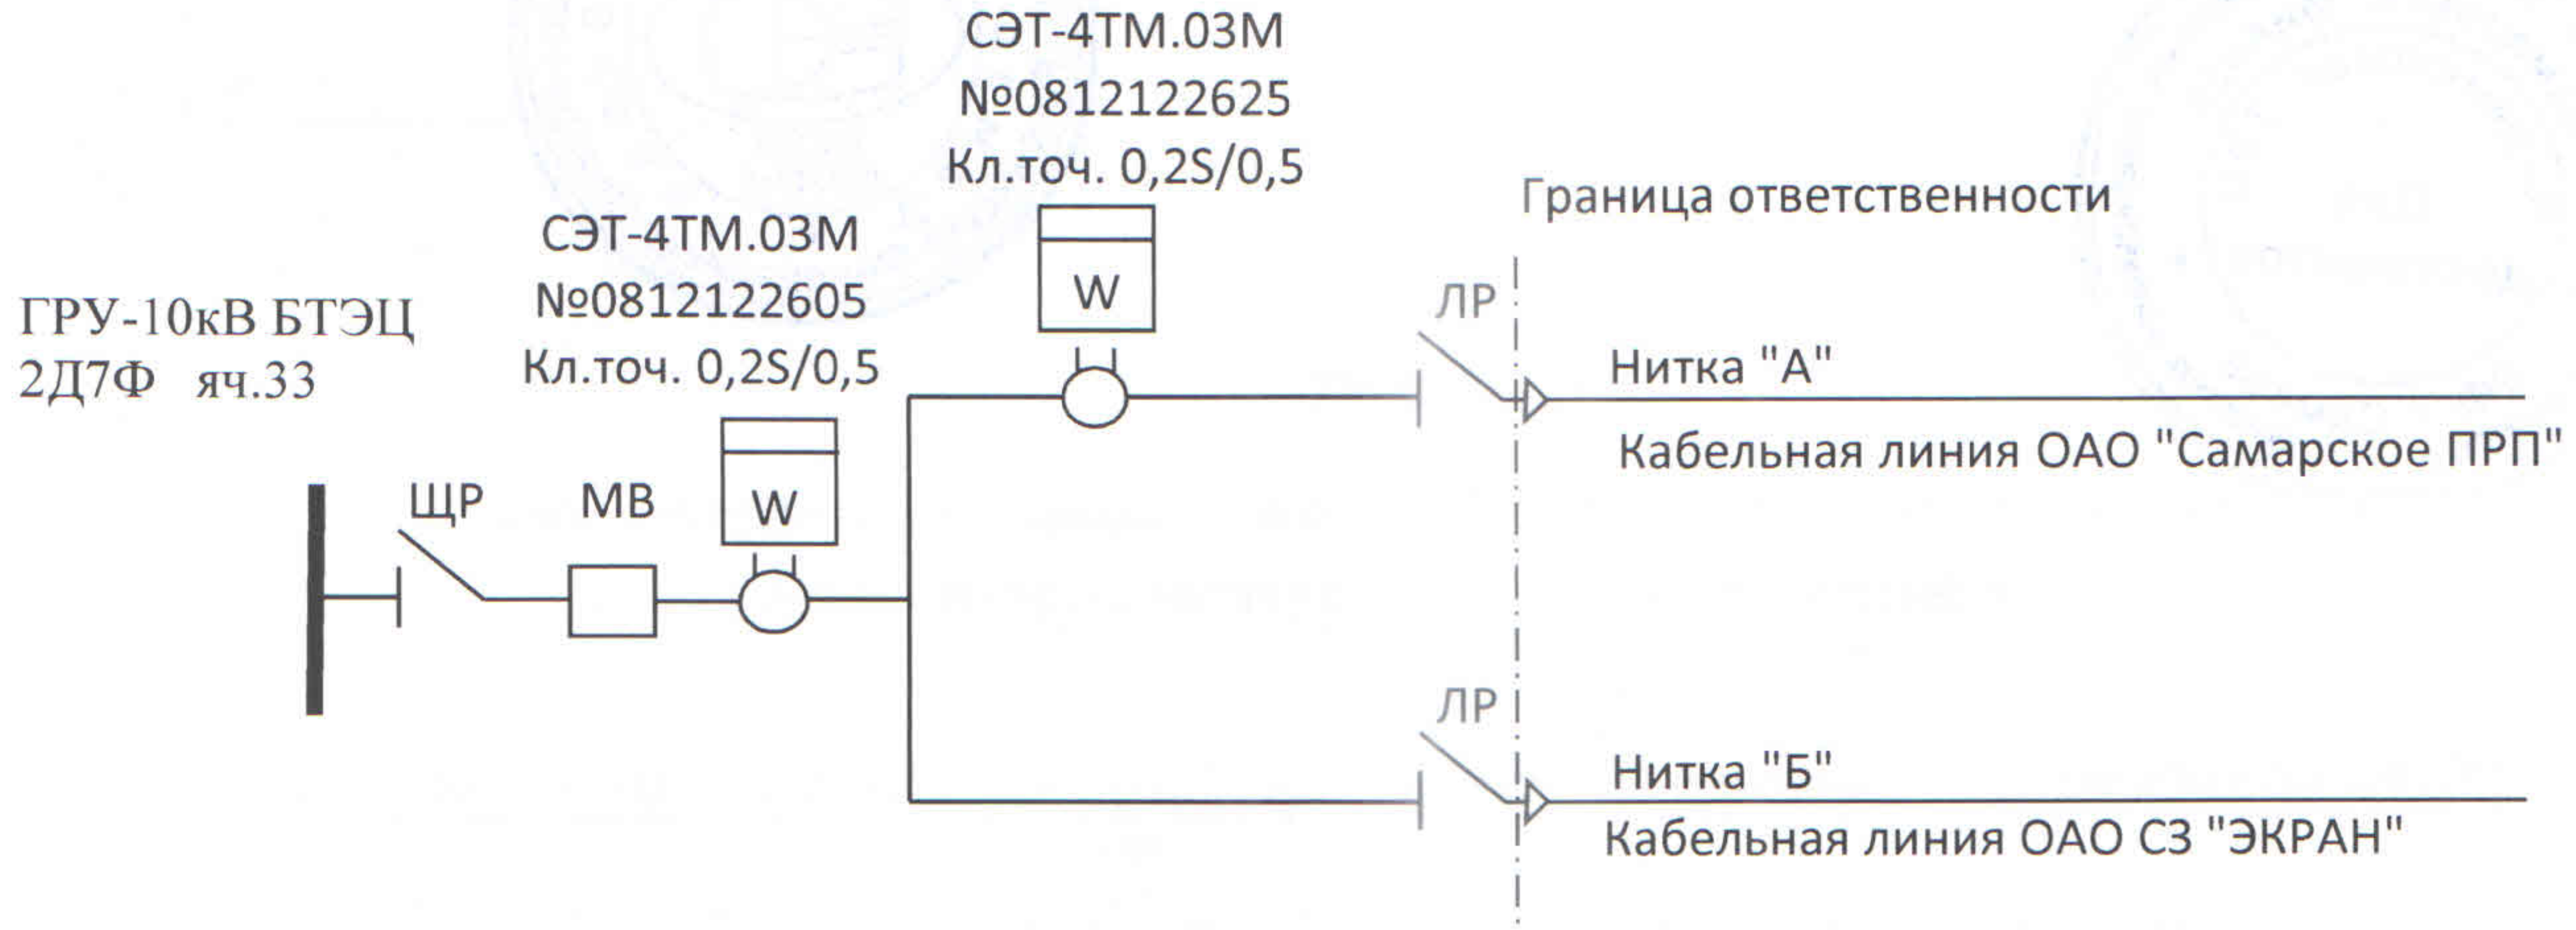 СЭТ-4ТМ.03М
№0812122625
Кл.точ. 0,2S/0,5
Граница ответственности
СЭТ-4ТМ.03М
№0812122605
Кл.точ. 0,2S/0,5
ГРУ-10кВ БТЭЦ
2Д7Ф яч.33
W
ЛР
Нитка "А"
Кабельная линия ОАО "Самарское ПРП"
ЩР
МВ
W
ЛР
Нитка "Б"
Кабельная линия ОАО СЗ "ЭКРАН"